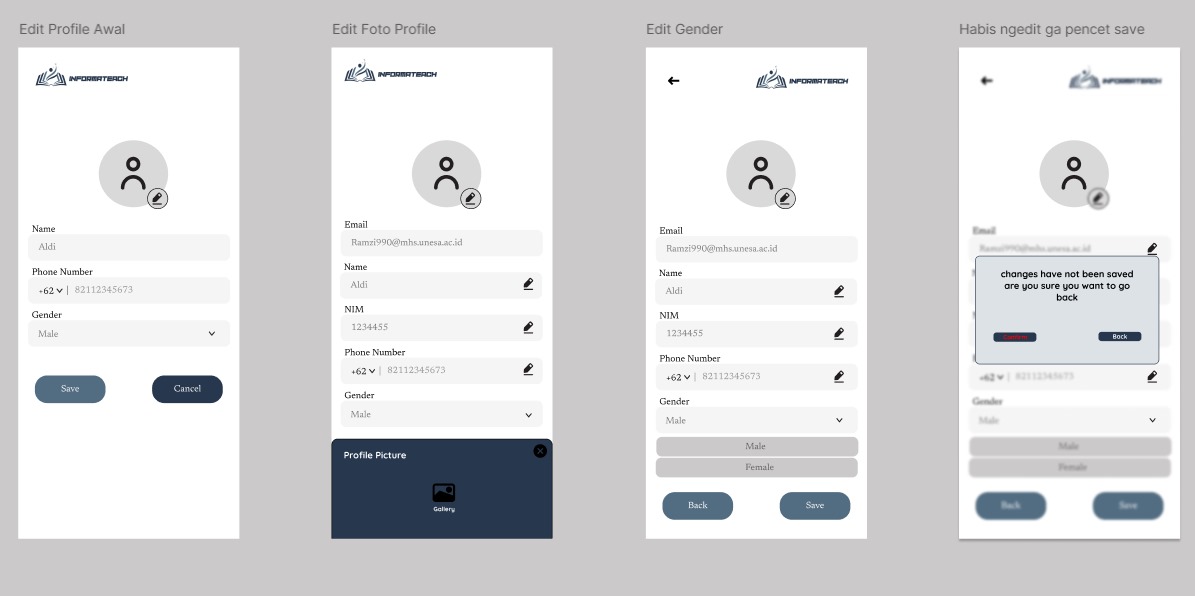 Edit Profile Awal
INFORMATEACH
Name
Aldi
Phone Number
+62 | 82112345673
Gender
Male
Save
Cancel
Edit Foto Profile
INFORMATEACH
Email
Ramzi990@mhs.unesa.ac.id
Name
Aldi
NIM
1234455
Phone Number
+62 | 82112345673
Gender
Male
Profile Picture
Gallery
Edit Gender
INFORMATEACH
Email
Ramzi990@mhs.unesa.ac.id
Name
Aldi
NIM
1234455
Phone Number
+62 | 82112345673
Gender
Male
Male
Female
Back
Save
Habis ngedit ga pencet save
INFORMATEACH
Email
Ramzi990@mhs.unesa.ac.id
changes have not been saved
are you sure you want to go
back
Back
+62 | 82112345673
Gender
Male
Male
Female
Back
Save